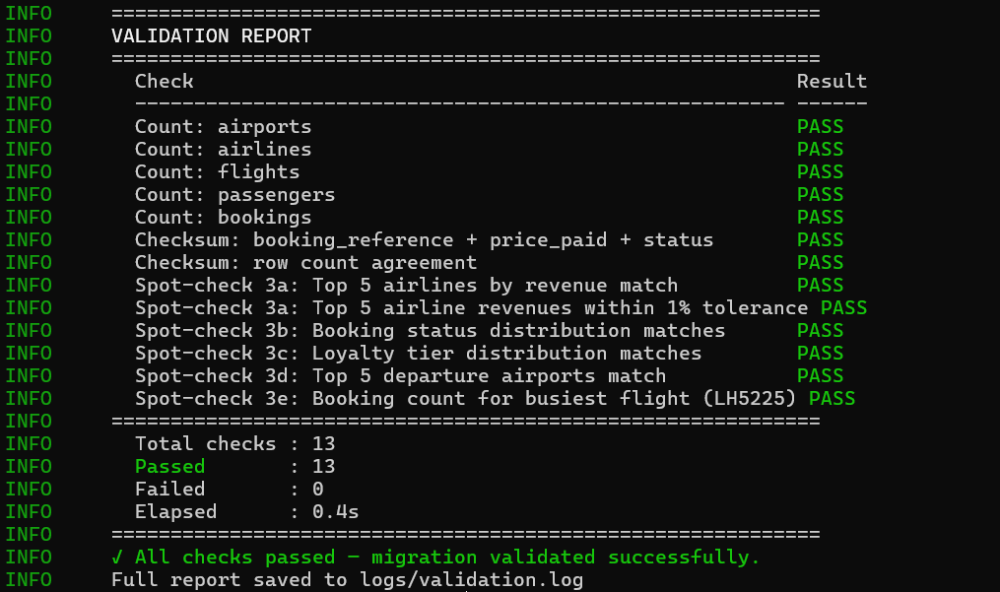 INFO ============================================================
INFO VALIDATION REPORT
INFO ============================================================
INFO Check Result
INFO ------------------------------------------------------- ------
INFO Count: airports PASS
INFO Count: airlines PASS
INFO Count: flights PASS
INFO Count: passengers PASS
INFO Count: bookings PASS
INFO Checksum: booking_reference + price_paid + status PASS
INFO Checksum: row count agreement PASS
INFO Spot-check 3a: Top 5 airlines by revenue match PASS
INFO Spot-check 3a: Top 5 airline revenues within 1% tolerance PASS
INFO Spot-check 3b: Booking status distribution matches PASS
INFO Spot-check 3c: Loyalty tier distribution matches PASS
INFO Spot-check 3d: Top 5 departure airports match PASS
INFO Spot-check 3e: Booking count for busiest flight (LH5225) PASS
INFO ============================================================
INFO Total checks : 13
INFO Passed : 13
INFO Failed : 0
INFO Elapsed : 0.4s
INFO ============================================================
INFO √ All checks passed — migration validated successfully.
INFO Full report saved to logs/validation.log